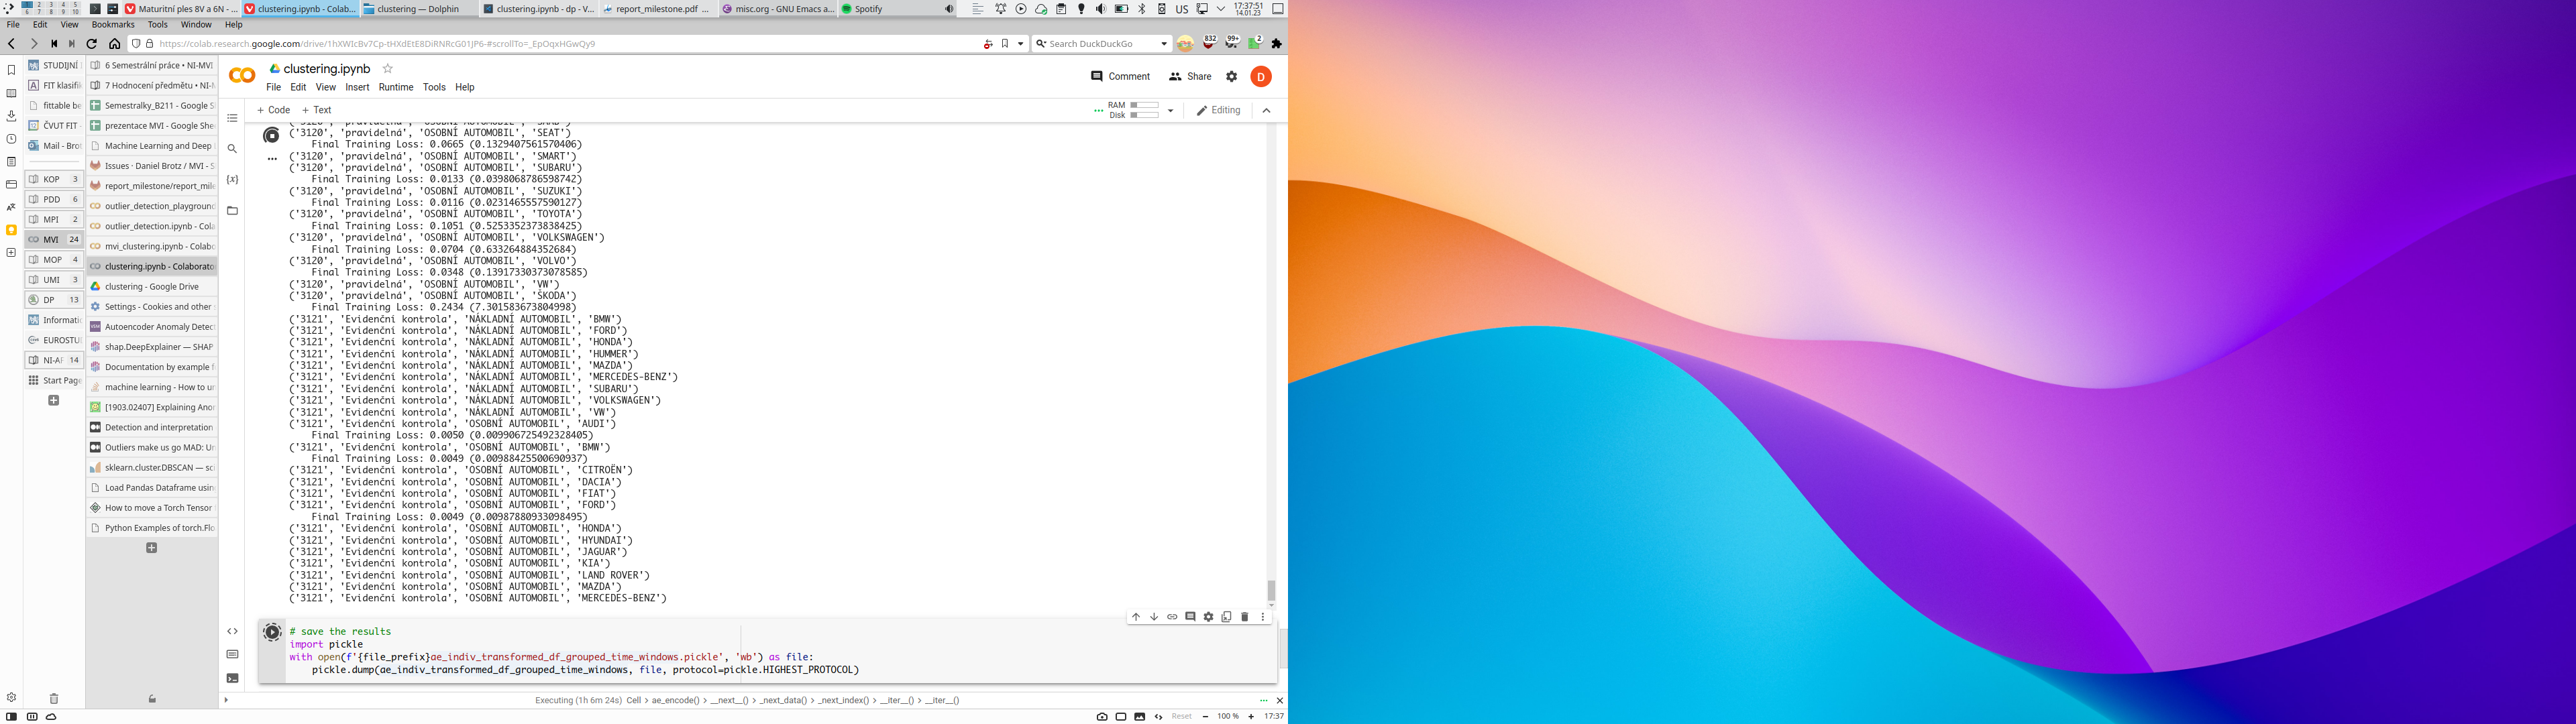 1 2 3 4 5
6 7 8 9 10
Maturitní ples 8V a 6N - ...
clustering.ipynb - Colab...
clustering — Dolphin
clustering.ipynb - dp - V...
report_milestone.pdf
misc.org - GNU Emacs a...
Spotify
US
17:37:51
14.01.23
File Edit View Bookmarks Tools Window Help
https://colab.research.google.com/drive/1hXWIcBv7Cp-tHXdEtE8DiRNRcG01JP6-#scrollTo=_EpOqxHGwQy9
Search DuckDuckGo
832
99+
2
STUDIJNÍ
FIT klasifi
fittable be
ČVUT FIT -
Mail - Bro
KOP 3
PDD 6
MPI 2
MVI 24
MOP 4
UMI 3
DP 13
Informati
EUROSTU
NI-AF 14
Start Page
6 Semestrální práce • NI-MVI
7 Hodnocení předmětu • NI-M
Semestralky_B211 - Google S
prezentace MVI - Google She
Machine Learning and Deep
Issues · Daniel Brotz / MVI - S
report_milestone/report_mile
outlier_detection_playground
outlier_detection.ipynb - Cola
mvi_clustering.ipynb - Colabo
clustering.ipynb - Colaborato
clustering - Google Drive
Settings - Cookies and other
Autoencoder Anomaly Detect
shap.DeepExplainer — SHAP
Documentation by example f
machine learning - How to u
[1903.02407] Explaining Anor
Detection and interpretation
Outliers make us go MAD: U
sklearn.cluster.DBSCAN — sci
Load Pandas Dataframe usin
How to move a Torch Tensor
Python Examples of torch.Flo
clustering.ipynb
File Edit View Insert Runtime Tools Help
Comment
Share
D
+ Code + Text
RAM
Disk
Editing
('3120', 'pravidelná', 'OSOBNÍ AUTOMOBIL', 'SEAT')
Final Training Loss: 0.0665 (0.1329407561570406)
('3120', 'pravidelná', 'OSOBNÍ AUTOMOBIL', 'SMART')
('3120', 'pravidelná', 'OSOBNÍ AUTOMOBIL', 'SUBARU')
Final Training Loss: 0.0133 (0.0398068786598742)
('3120', 'pravidelná', 'OSOBNÍ AUTOMOBIL', 'SUZUKI')
Final Training Loss: 0.0116 (0.0231465557590127)
('3120', 'pravidelná', 'OSOBNÍ AUTOMOBIL', 'TOYOTA')
Final Training Loss: 0.1051 (0.5253352373838425)
('3120', 'pravidelná', 'OSOBNÍ AUTOMOBIL', 'VOLKSWAGEN')
Final Training Loss: 0.0704 (0.633264884352684)
('3120', 'pravidelná', 'OSOBNÍ AUTOMOBIL', 'VOLVO')
Final Training Loss: 0.0348 (0.13917330373078585)
('3120', 'pravidelná', 'OSOBNÍ AUTOMOBIL', 'VW')
('3120', 'pravidelná', 'OSOBNÍ AUTOMOBIL', 'ŠKODA')
Final Training Loss: 0.2434 (7.301583673804998)
('3121', 'Evidenční kontrola', 'NÁKLADNÍ AUTOMOBIL', 'BMW')
('3121', 'Evidenční kontrola', 'NÁKLADNÍ AUTOMOBIL', 'FORD')
('3121', 'Evidenční kontrola', 'NÁKLADNÍ AUTOMOBIL', 'HONDA')
('3121', 'Evidenční kontrola', 'NÁKLADNÍ AUTOMOBIL', 'HUMMER')
('3121', 'Evidenční kontrola', 'NÁKLADNÍ AUTOMOBIL', 'MAZDA')
('3121', 'Evidenční kontrola', 'NÁKLADNÍ AUTOMOBIL', 'MERCEDES-BENZ')
('3121', 'Evidenční kontrola', 'NÁKLADNÍ AUTOMOBIL', 'SUBARU')
('3121', 'Evidenční kontrola', 'NÁKLADNÍ AUTOMOBIL', 'VOLKSWAGEN')
('3121', 'Evidenční kontrola', 'NÁKLADNÍ AUTOMOBIL', 'VW')
('3121', 'Evidenční kontrola', 'OSOBNÍ AUTOMOBIL', 'AUDI')
Final Training Loss: 0.0050 (0.009906725492328405)
('3121', 'Evidenční kontrola', 'OSOBNÍ AUTOMOBIL', 'BMW')
Final Training Loss: 0.0049 (0.00988425500690937)
('3121', 'Evidenční kontrola', 'OSOBNÍ AUTOMOBIL', 'CITROËN')
('3121', 'Evidenční kontrola', 'OSOBNÍ AUTOMOBIL', 'DACIA')
('3121', 'Evidenční kontrola', 'OSOBNÍ AUTOMOBIL', 'FIAT')
('3121', 'Evidenční kontrola', 'OSOBNÍ AUTOMOBIL', 'FORD')
Final Training Loss: 0.0049 (0.00987880933098495)
('3121', 'Evidenční kontrola', 'OSOBNÍ AUTOMOBIL', 'HONDA')
('3121', 'Evidenční kontrola', 'OSOBNÍ AUTOMOBIL', 'HYUNDAI')
('3121', 'Evidenční kontrola', 'OSOBNÍ AUTOMOBIL', 'JAGUAR')
('3121', 'Evidenční kontrola', 'OSOBNÍ AUTOMOBIL', 'KIA')
('3121', 'Evidenční kontrola', 'OSOBNÍ AUTOMOBIL', 'LAND ROVER')
('3121', 'Evidenční kontrola', 'OSOBNÍ AUTOMOBIL', 'MAZDA')
('3121', 'Evidenční kontrola', 'OSOBNÍ AUTOMOBIL', 'MERCEDES-BENZ')
# save the results
import pickle
with open(f'{file_prefix}ae_indiv_transformed_df_grouped_time_windows.pickle', 'wb') as file:
pickle.dump(ae_indiv_transformed_df_grouped_time_windows, file, protocol=pickle.HIGHEST_PROTOCOL)
Executing (1h 6m 24s) Cell > ae_encode() > __next__() > _next_data() > _next_index() > __iter__() > __iter__()
Reset
100 %
17:37